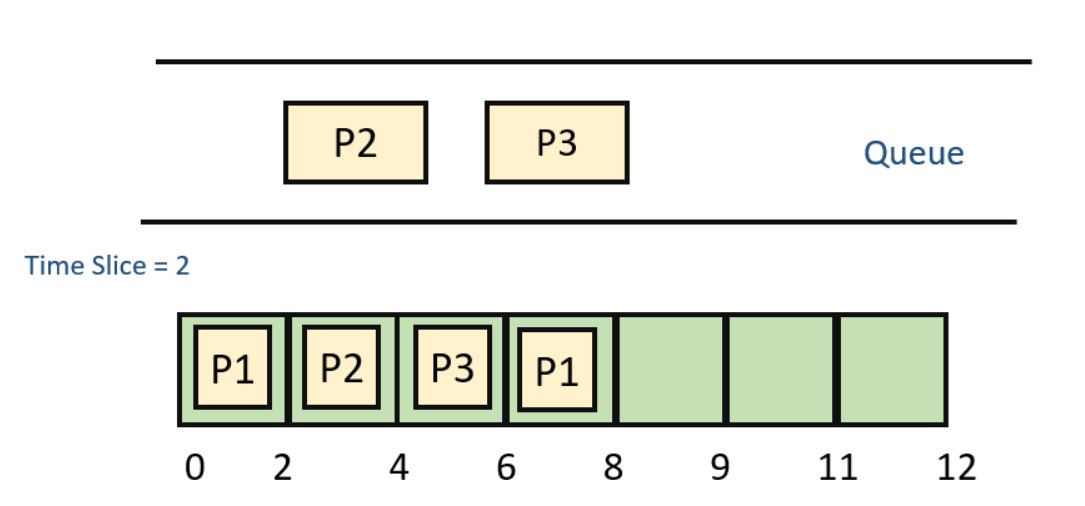 P2 P3 Queue
Time Slice = 2
P1 P2 P3 P1
0 2 4 6 8 9 11 12